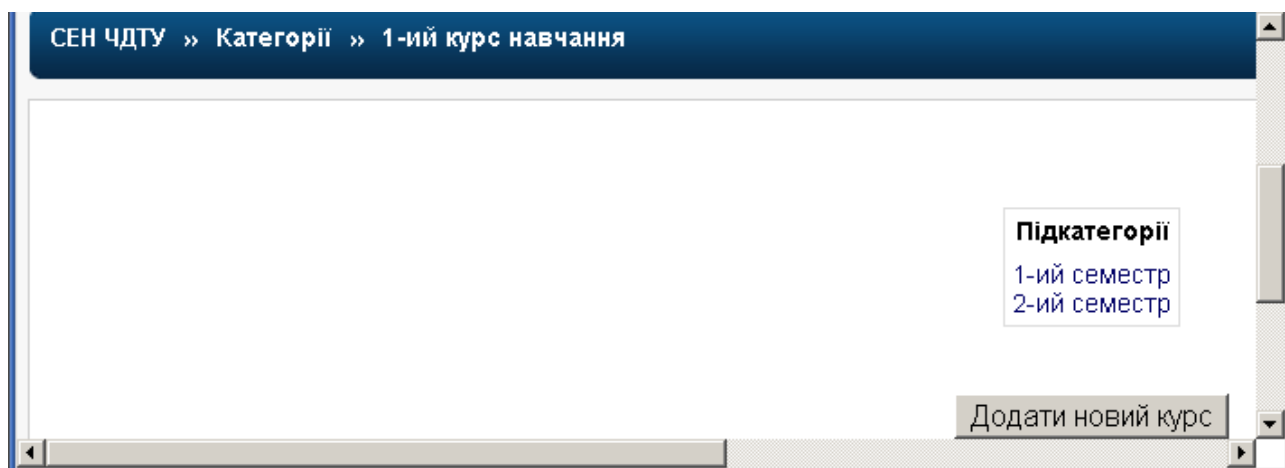 СЕН ЧДТУ » Категорії » 1-ий курс навчання
Підкатегорії
1-ий семестр
2-ий семестр
Додати новий курс